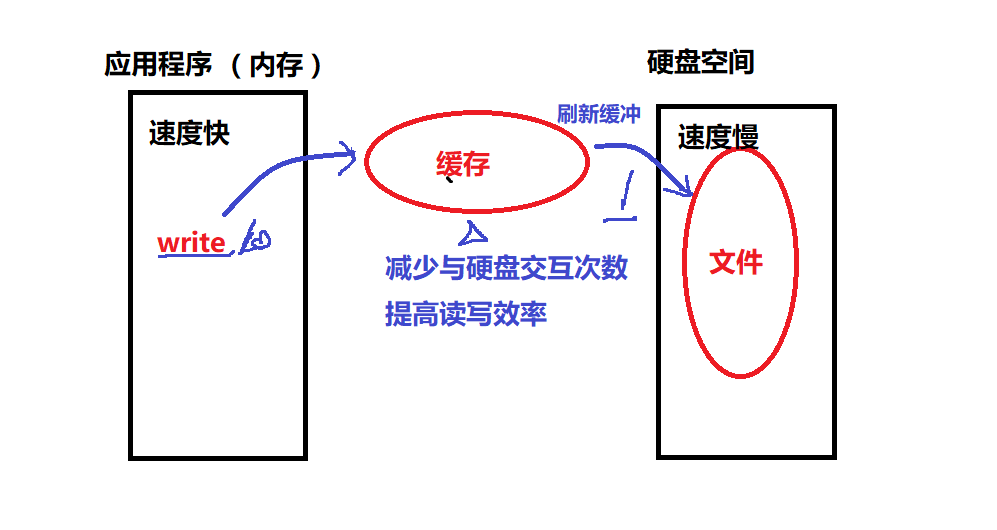 应用程序 （内存）
硬盘空间
速度快
缓存
刷新缓冲
速度慢
write
减少与硬盘交互次数
提高读写效率
文件